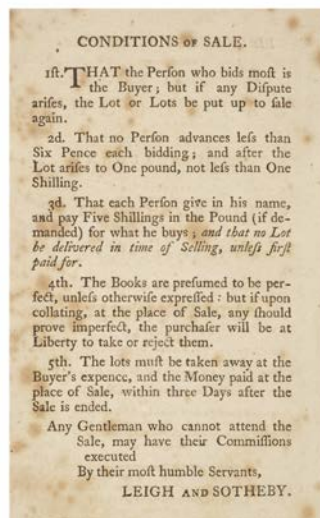 CONDITIONS OF SALE.
1ſt. THAT the Perſon who bids moſt is
the Buyer; but if any Diſpute
ariſes, the Lot or Lots be put up to ſale
again.
2d. That no Perſon advances leſs than
Six Pence each bidding; and after the
Lot ariſes to One pound, not leſs than One
Shilling.
3d. That each Perſon give in his name,
and pay Five Shillings in the Pound (if de-
manded) for what he buys; and that no Lot
be delivered in time of Selling, unleſs firſt
paid for.
4th. The Books are preſumed to be per-
fect, unleſs otherwiſe expreſſed: but if upon
collating, at the place of Sale, any ſhould
prove imperfect, the purchaſer will be at
Liberty to take or reject them.
5th. The lots muſt be taken away at the
Buyer's expence, and the Money paid at the
place of Sale, within three Days after the
Sale is ended.
Any Gentleman who cannot attend the
Sale, may have their Commiſſions
executed
By their moſt humble Servants,
LEIGH AND SOTHEBY.